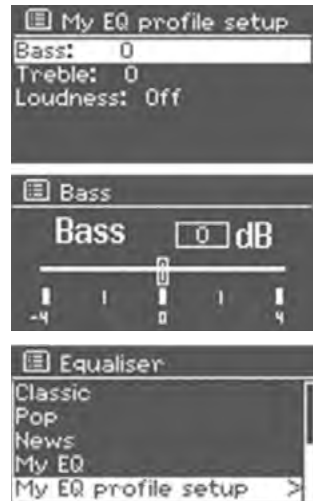 My EQ profile setup
Bass: 0
Treble: 0
Loudness: Off
Bass
Bass 0 dB
-4 0 4
Equaliser
Classic
Pop
News
My EQ
My EQ profile setup >